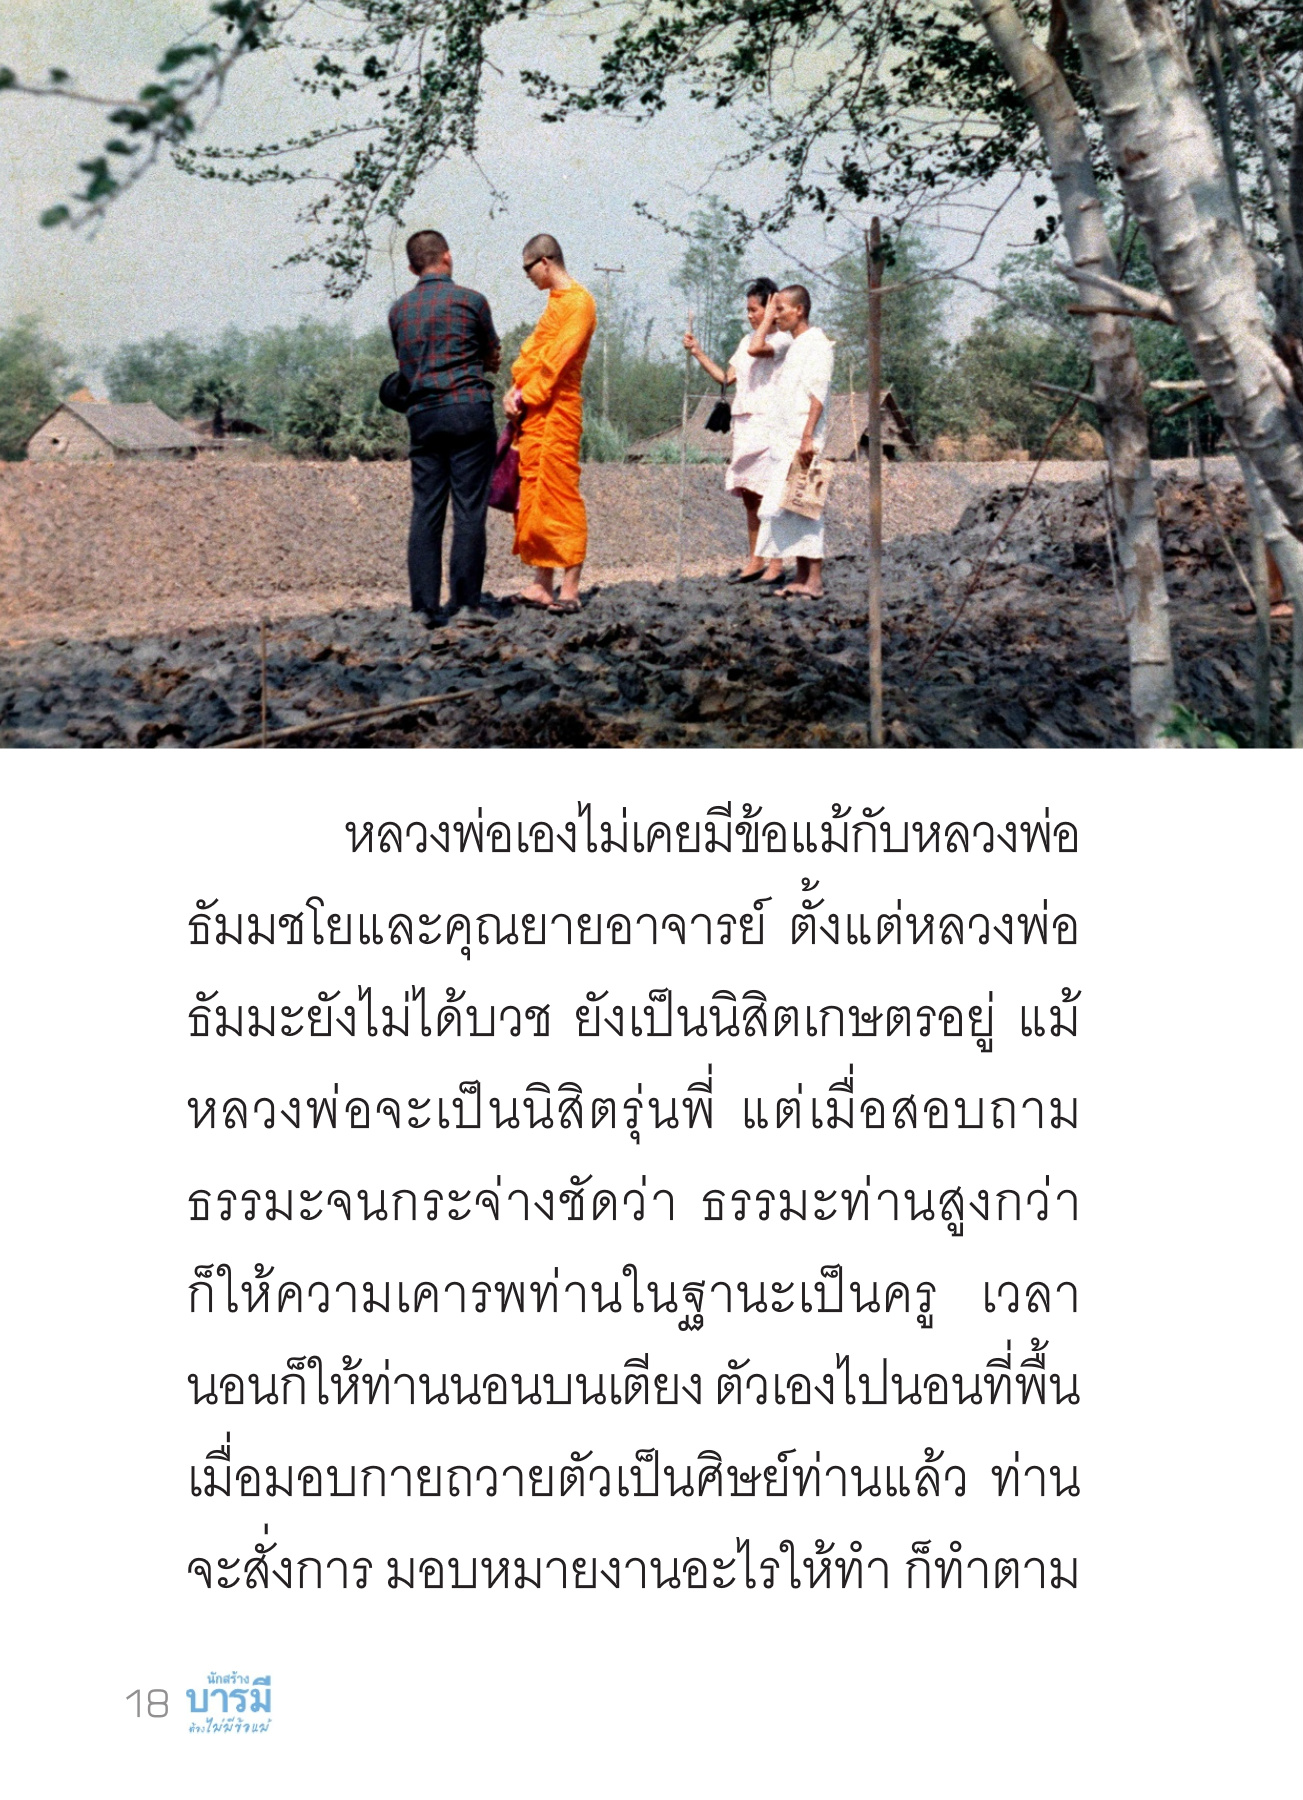 หลวงพ่อเองไม่เคยมีข้อแม้กับหลวงพ่อ
ธัมมชโยและคุณยายอาจารย์ ตั้งแต่หลวงพ่อ
ธัมมะยังไม่ได้บวช ยังเป็นนิสิตเกษตรอยู่ แม้
หลวงพ่อจะเป็นนิสิตรุ่นพี่ แต่เมื่อสอบถาม
ธรรมะจนกระจ่างชัดว่า ธรรมะท่านสูงกว่า
ก็ให้ความเคารพท่านในฐานะเป็นครู เวลา
นอนก็ให้ท่านนอนบนเตียง ตัวเองไปนอนที่พื้น
เมื่อมอบกายถวายตัวเป็นศิษย์ท่านแล้ว ท่าน
จะสั่งการ มอบหมายงานอะไรให้ทำ ก็ทำตาม
18
นักสร้าง
บารมี
ต้องไม่มีข้อแม้